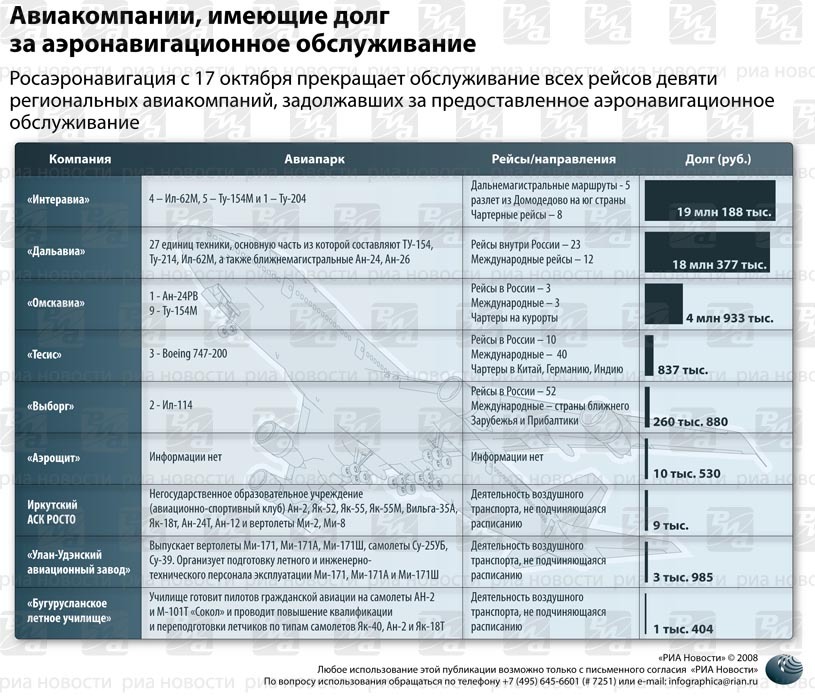 Авиакомпании, имеющие долг
за аэронавигационное обслуживание
Росаэронавигация с 17 октября прекращает обслуживание всех рейсов девяти
региональных авиакомпаний, задолжавших за предоставленное аэронавигационное
обслуживание
Компания Авиапарк Рейсы/направления Долг (руб.)
«Интеравиа»
4 – Ил-62М, 5 – Ту-154М и 1 – Ту-204
Дальнемагистральные маршруты - 5
разлет из Домодедово на юг страны
Чартерные рейсы – 8
19 млн 188 тыс.
«Дальавиа»
27 единиц техники, основную часть из которой составляют ТУ-154,
Ту-214, Ил-62М, а также ближнемагистральные Ан-24, Ан-26
Рейсы внутри России – 23
Международные рейсы – 12
18 млн 377 тыс.
«Омскавиа»
1 - Ан-24РВ
9 - Ту-154М
Рейсы в России – 3
Международные – 3
Чартеры на курорты
4 млн 933 тыс.
«Тесис»
3 - Boeing 747-200
Рейсы в России – 10
Международные – 40
Чартеры в Китай, Германию, Индию
837 тыс.
«Выборг»
2 - Ил-114
Рейсы в России – 52
Международные – страны ближнего
Зарубежья и Прибалтики
260 тыс. 880
«Аэрощит»
Информации нет
Информации нет
10 тыс. 530
Иркутский
АСК РОСТО
Негосударственное образовательное учреждение
(авиационно-спортивный клуб) Ан-2, Як-52, Як-55, Як-55М, Вильга-35А,
Як-18т, Ан-24Т, Ан-12 и вертолеты Ми-2, Ми-8
Деятельность воздушного
транспорта, не подчиняющаяся
расписанию
9 тыс.
«Улан-Удэнский
авиационный завод»
Выпускает вертолеты Ми-171, Ми-171А, Ми-171Ш, самолеты Су-25УБ,
Су-39. Организует подготовку летного и инженерно-
технического персонала эксплуатации Ми-171, Ми-171А и Ми-171Ш
Деятельность воздушного
транспорта, не подчиняющаяся
расписанию
3 тыс. 985
«Бугурусланское
летное училище»
Училище готовит пилотов гражданской авиации на самолеты АН-2
и М-101Т «Сокол» и проводит повышение квалификации
и переподготовки летчиков по типам самолетов Як-40, Ан-2 и Як-18Т
Деятельность воздушного
транспорта, не подчиняющаяся
расписанию
1 тыс. 404
«РИА Новости» © 2008
Любое использование этой публикации возможно только с письменного согласия «РИА Новости»
По вопросу использования обращаться по телефону +7 (495) 645-6601 (# 7251) или e-mail: infographica@rian.ru